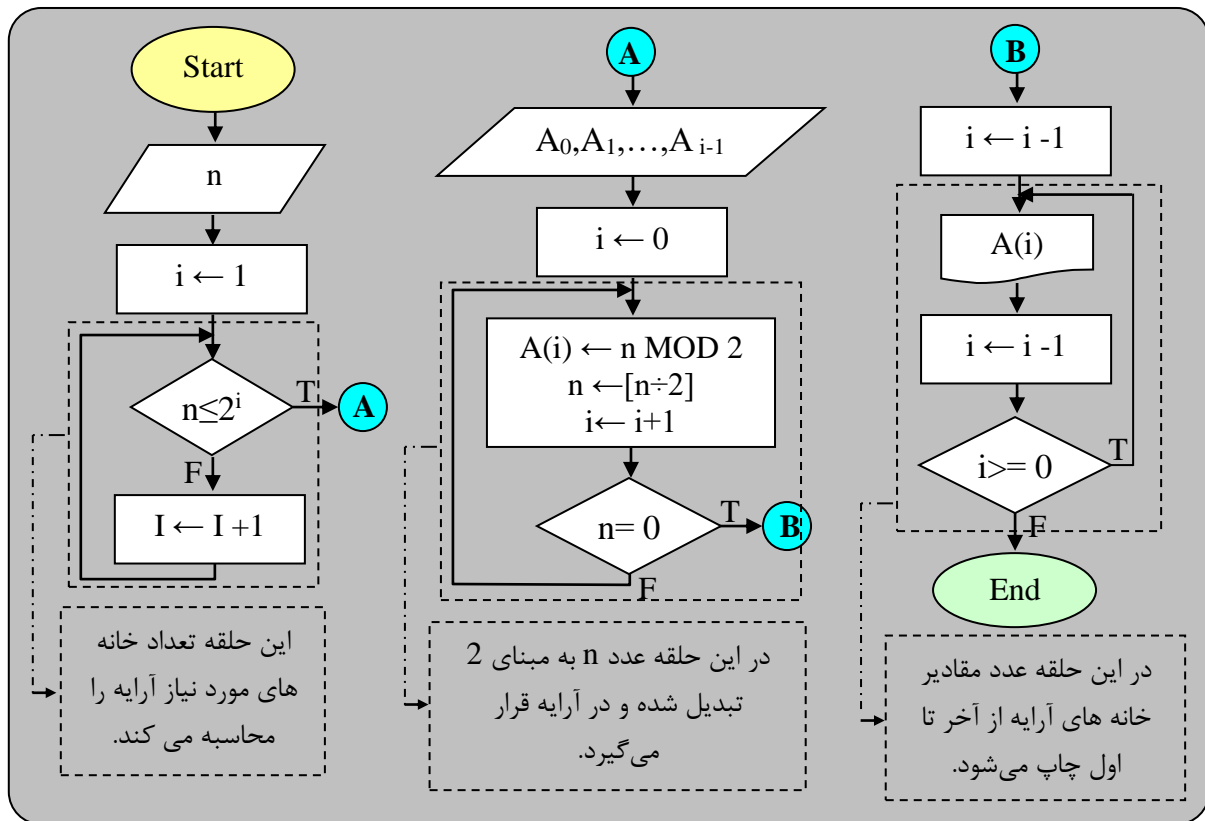 Start
n
i ← 1
n≤2ⁱ
T
A
F
I ← I +1
این حلقه تعداد خانه
های مورد نیاز آرایه را
محاسبه می کند.
A
A₀,A₁,…,A ᵢ₋₁
i ← 0
A(i) ← n MOD 2
n ←[n÷2]
i← i+1
n= 0
T
B
F
در این حلقه عدد n به مبنای 2
تبدیل شده و در آرایه قرار
می‌گیرد.
B
i ← i -1
A(i)
i ← i -1
i>= 0
T
F
End
در این حلقه عدد مقادیر
خانه های آرایه از آخر تا
اول چاپ می‌شود.